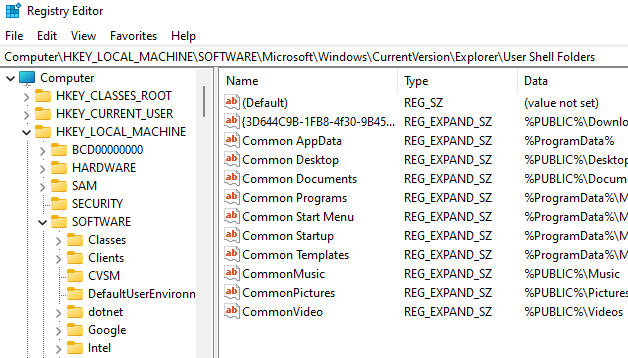 Registry Editor
File Edit View Favorites Help
Computer\HKEY_LOCAL_MACHINE\SOFTWARE\Microsoft\Windows\CurrentVersion\Explorer\User Shell Folders
Computer
HKEY_CLASSES_ROOT
HKEY_CURRENT_USER
HKEY_LOCAL_MACHINE
BCD00000000
HARDWARE
SAM
SECURITY
SOFTWARE
Classes
Clients
CVSM
DefaultUserEnvironn
dotnet
Google
Intel
Name Type Data
(Default) REG_SZ (value not set)
{3D644C9B-1FB8-4f30-9B45... REG_EXPAND_SZ %PUBLIC%\Downlo
Common AppData REG_EXPAND_SZ %ProgramData%
Common Desktop REG_EXPAND_SZ %PUBLIC%\Desktop
Common Documents REG_EXPAND_SZ %PUBLIC%\Docum
Common Programs REG_EXPAND_SZ %ProgramData%\M
Common Start Menu REG_EXPAND_SZ %ProgramData%\M
Common Startup REG_EXPAND_SZ %ProgramData%\M
Common Templates REG_EXPAND_SZ %ProgramData%\M
CommonMusic REG_EXPAND_SZ %PUBLIC%\Music
CommonPictures REG_EXPAND_SZ %PUBLIC%\Pictures
CommonVideo REG_EXPAND_SZ %PUBLIC%\Videos